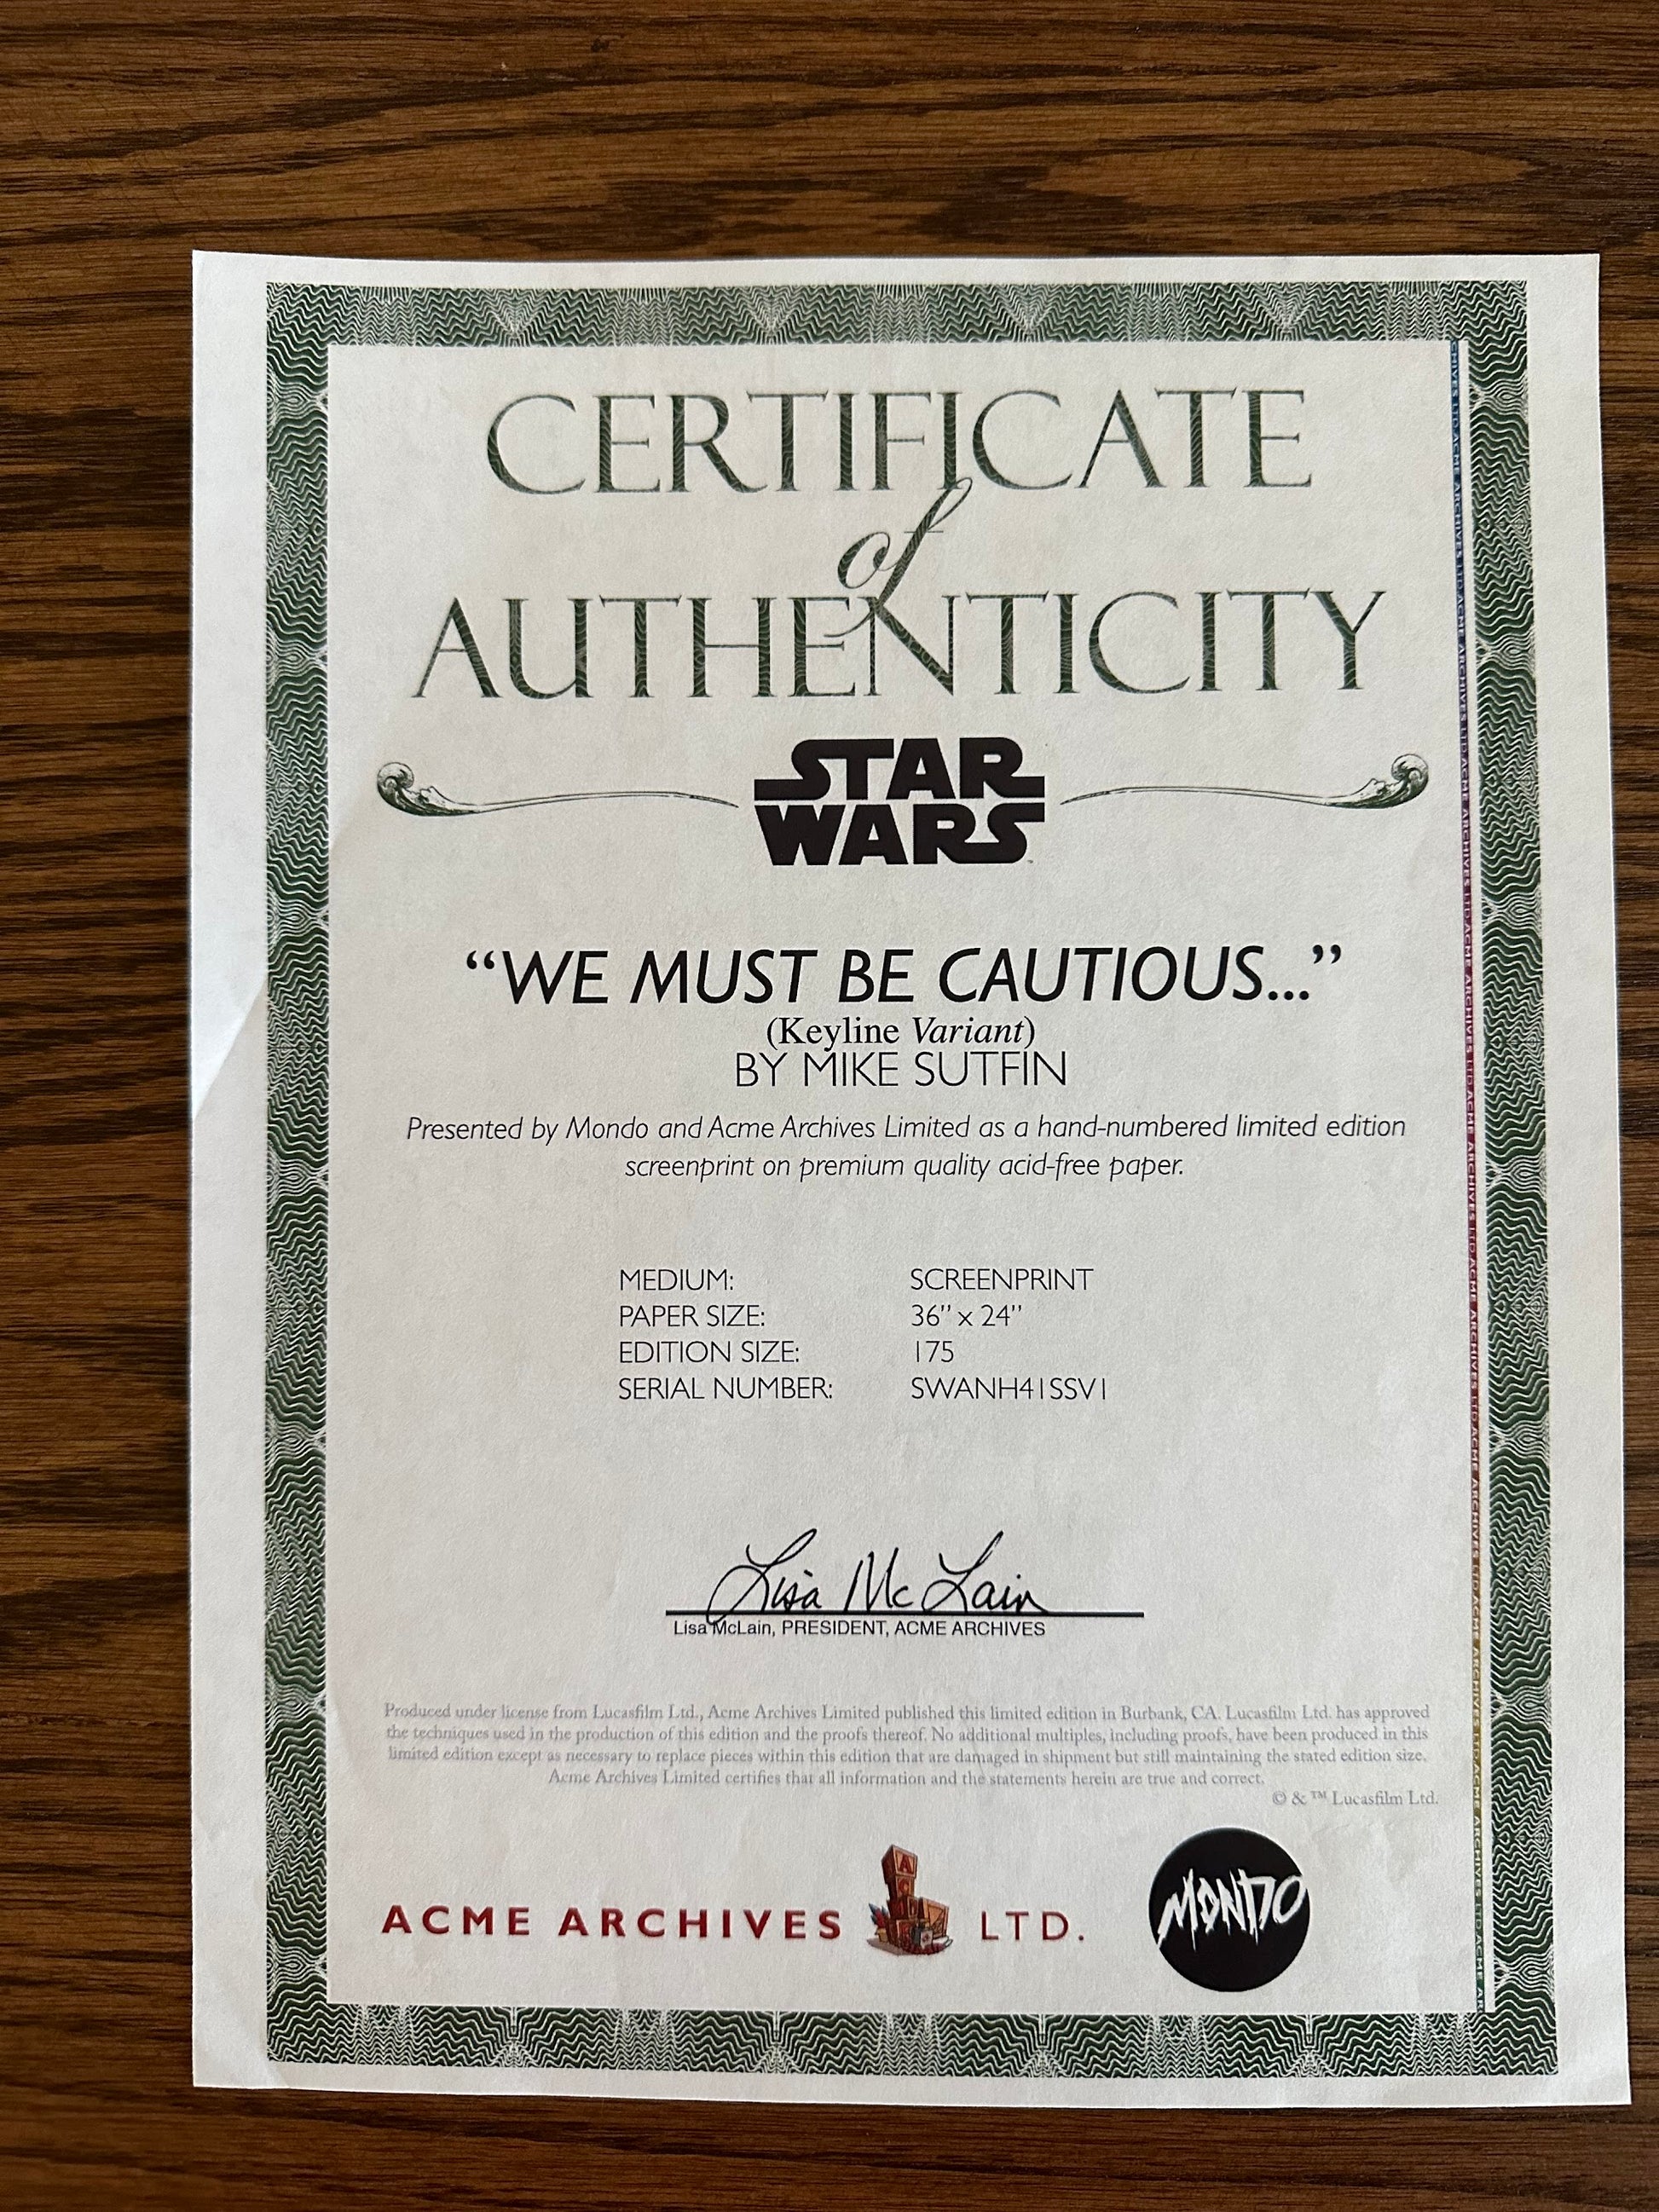 CERTIFICATE
of
AUTHENTICITY
STAR
WARS
“WE MUST BE CAUTIOUS...”
(Keyline Variant)
BY MIKE SUTFIN
Presented by Mondo and Acme Archives Limited as a hand-numbered limited edition
screenprint on premium quality acid-free paper.
MEDIUM: SCREENPRINT
PAPER SIZE: 36” x 24”
EDITION SIZE: 175
SERIAL NUMBER: SWANH41SSV1
Lisa McLain
Lisa McLain, PRESIDENT, ACME ARCHIVES
Produced under license from Lucasfilm Ltd., Acme Archives Limited published this limited edition in Burbank, CA. Lucasfilm Ltd. has approved
the techniques used in the production of this edition and the proofs thereof. No additional multiples, including proofs, have been produced in this
limited edition except as necessary to replace pieces within this edition that are damaged in shipment but still maintaining the stated edition size.
Acme Archives Limited certifies that all information and the statements herein are true and correct.
© & ™ Lucasfilm Ltd.
ACME ARCHIVES LTD.
MONDO